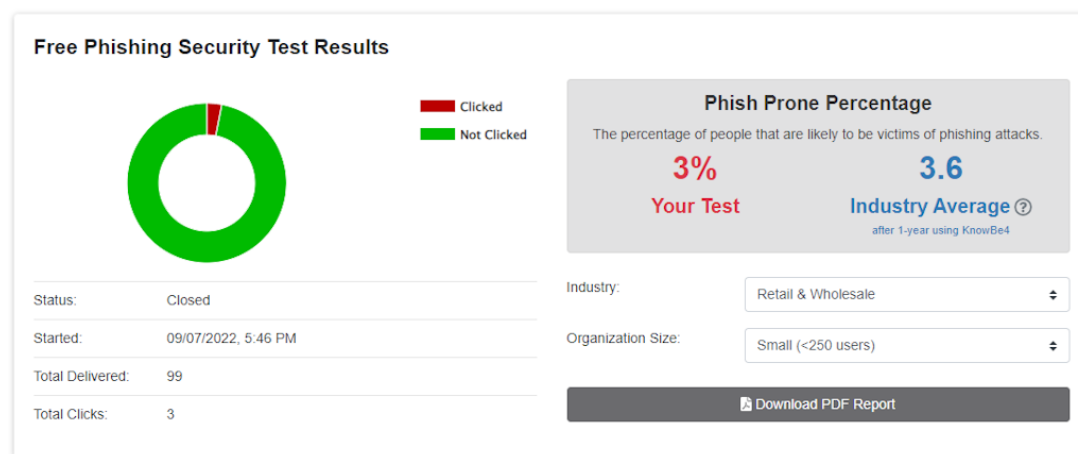 Free Phishing Security Test Results
Clicked
Not Clicked
Status: Closed
Started: 09/07/2022, 5:46 PM
Total Delivered: 99
Total Clicks: 3
Phish Prone Percentage
The percentage of people that are likely to be victims of phishing attacks.
3% 3.6
Your Test Industry Average ?
after 1-year using KnowBe4
Industry: Retail & Wholesale
Organization Size: Small (<250 users)
Download PDF Report